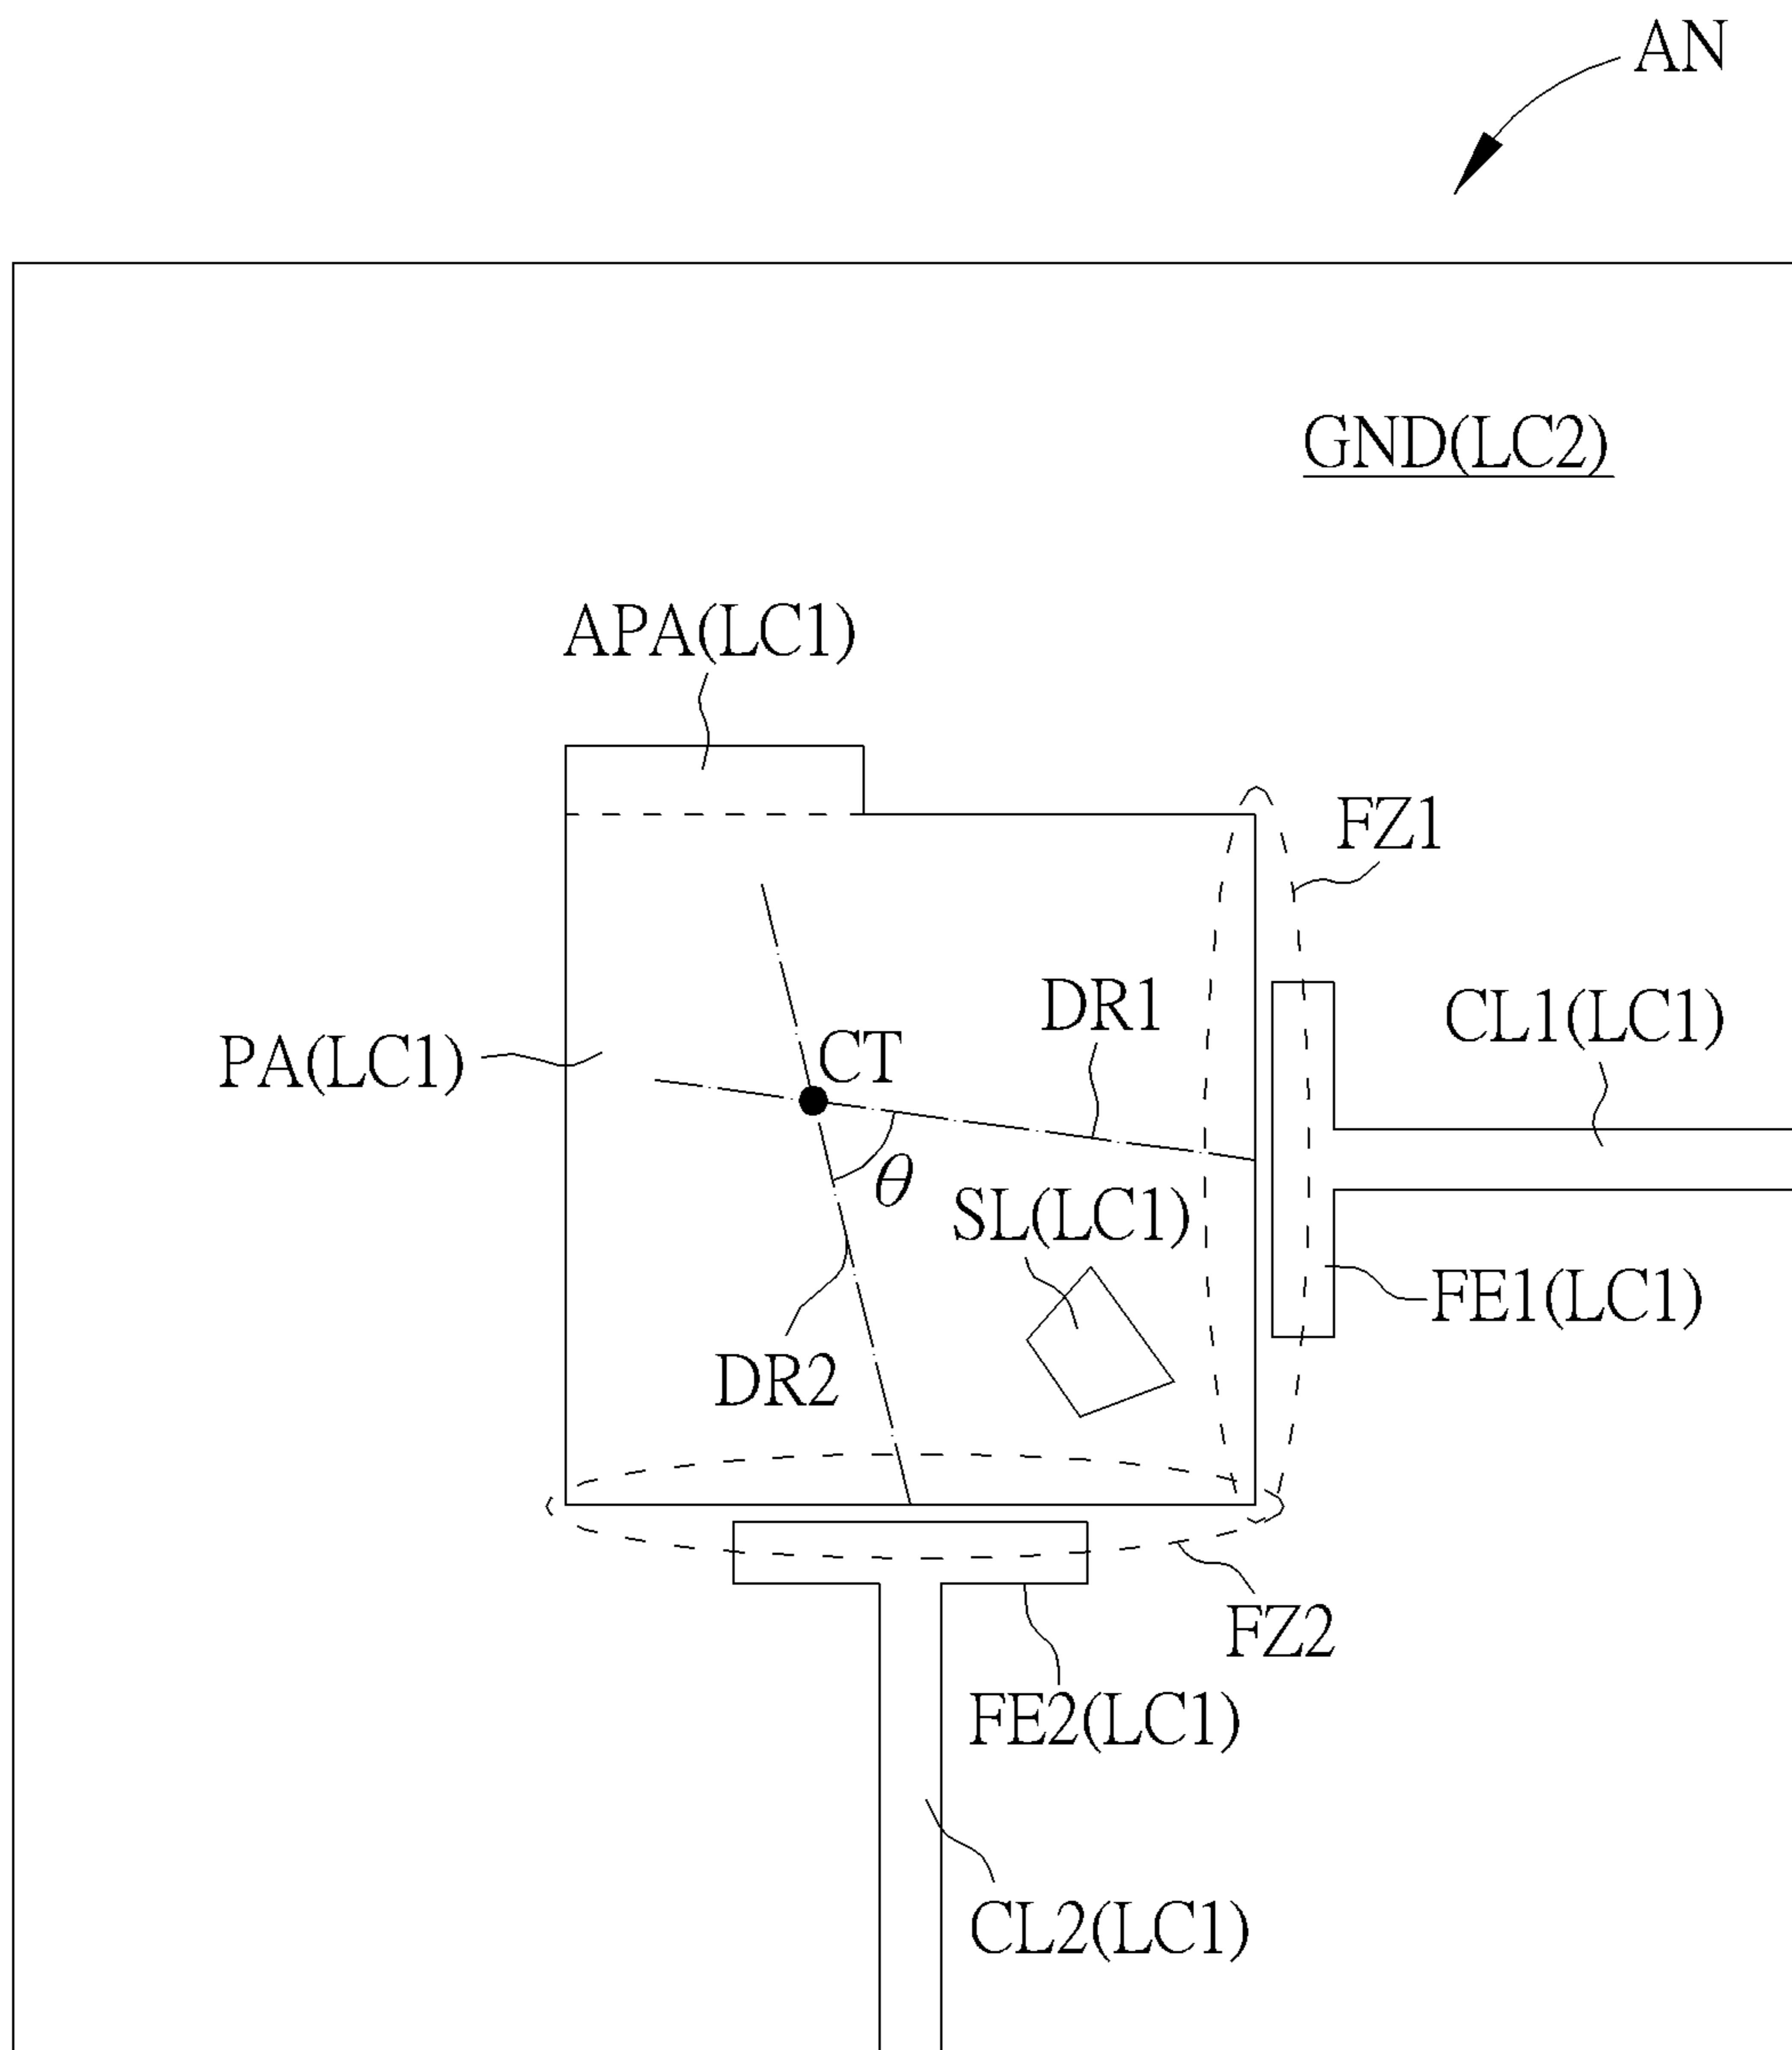 AN
GND(LC2)
APA(LC1)
FZ1
DR1
CL1(LC1)
CT
PA(LC1)
θ
SL(LC1)
FE1(LC1)
DR2
FZ2
FE2(LC1)
CL2(LC1)